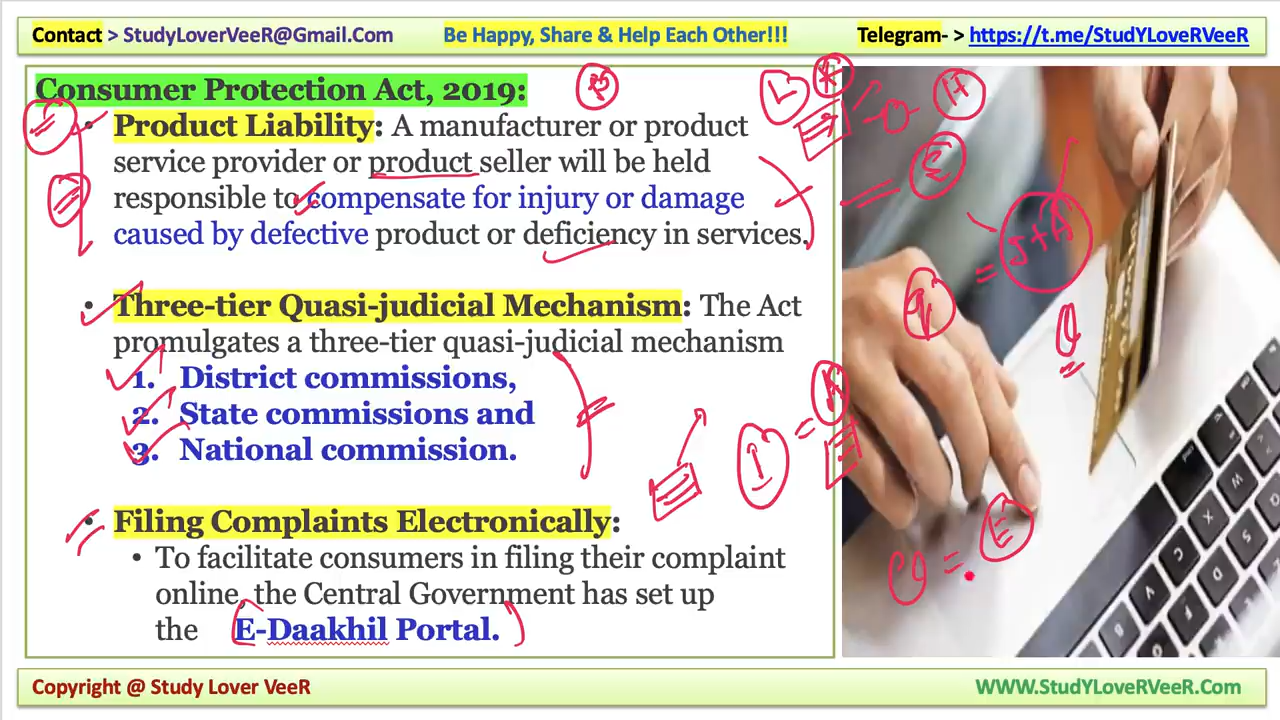 Contact > StudyLoverVeeR@Gmail.Com Be Happy, Share & Help Each Other!!! Telegram- > https://t.me/StudYLoveRVeeR
Consumer Protection Act, 2019:
• Product Liability: A manufacturer or product
service provider or product seller will be held
responsible to compensate for injury or damage
caused by defective product or deficiency in services.
• Three-tier Quasi-judicial Mechanism: The Act
promulgates a three-tier quasi-judicial mechanism
1. District commissions,
2. State commissions and
3. National commission.
• Filing Complaints Electronically:
• To facilitate consumers in filing their complaint
online, the Central Government has set up
the E-Daakhil Portal.
Copyright @ Study Lover VeeR WWW.StudYLoveRVeeR.Com